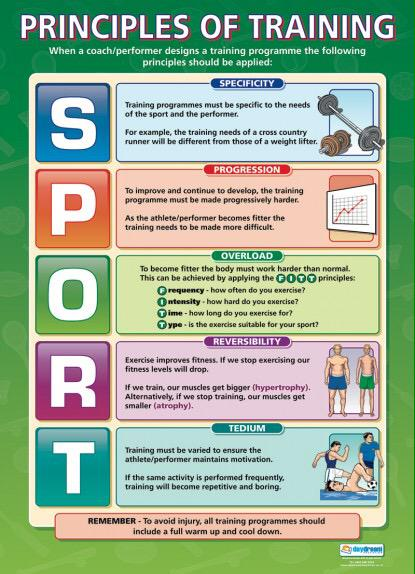 PRINCIPLES OF TRAINING
When a coach/performer designs a training programme the following
principles should be applied:
S
SPECIFICITY
Training programmes must be specific to the needs
of the sport and the performer.
For example, the training needs of a cross country
runner will be different from those of a weight lifter.
P
PROGRESSION
To improve and continue to develop, the training
programme must be made progressively harder.
As the athlete/performer becomes fitter the
training needs to be made more difficult.
O
OVERLOAD
To become fitter the body must work harder than normal.
This can be achieved by applying the F I T T principles:
Frequency - how often do you exercise?
Intensity - how hard do you exercise?
Time - how long do you exercise for?
Type - is the exercise suitable for your sport?
R
REVERSIBILITY
Exercise improves fitness. If we stop exercising our
fitness levels will drop.
If we train, our muscles get bigger (hypertrophy).
Alternatively, if we stop training, our muscles get
smaller (atrophy).
T
TEDIUM
Training must be varied to ensure the
athlete/performer maintains motivation.
If the same activity is performed frequently,
training will become repetitive and boring.
REMEMBER - To avoid injury, all training programmes should
include a full warm up and cool down.
daydream